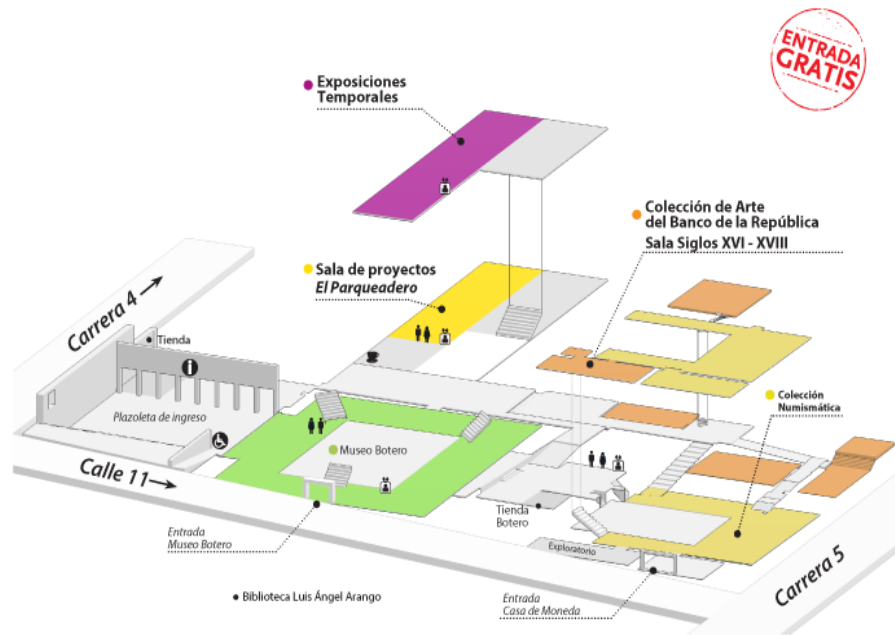 ENTRADA
GRATIS
Exposiciones
Temporales
Colección de Arte
del Banco de la República
Sala Siglos XVI - XVIII
Sala de proyectos
El Parqueadero
Carrera 4 →
Tienda
i
Plazoleta de ingreso
Colección
Numismática
Museo Botero
Calle 11 →
Tienda
Botero
Entrada
Museo Botero
Exploratorio
Carrera 5
Biblioteca Luis Ángel Arango
Entrada
Casa de Moneda